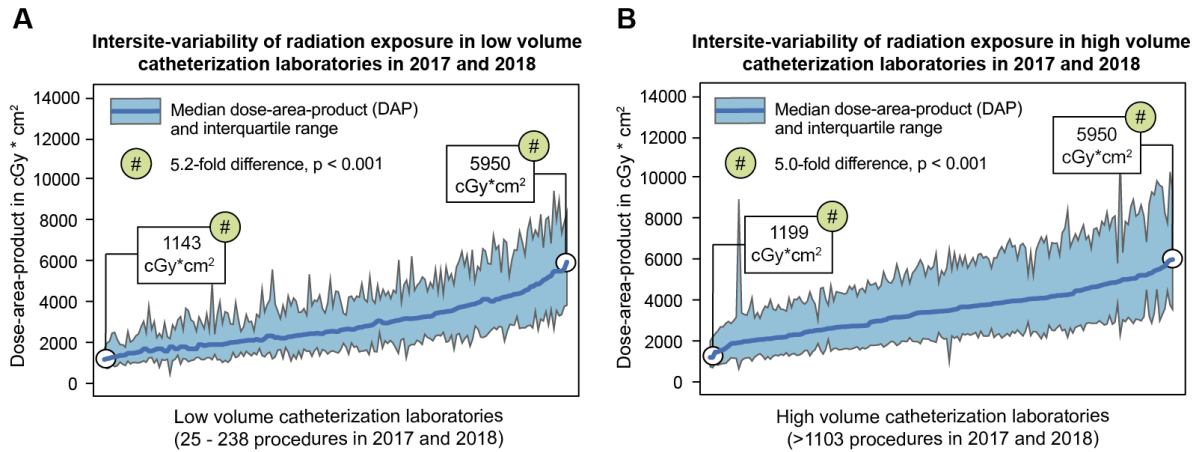 A
Intersite-variability of radiation exposure in low volume
catheterization laboratories in 2017 and 2018
Dose-area-product in cGy * cm²
14000
12000
10000
8000
6000
4000
2000
0
Median dose-area-product (DAP)
and interquartile range
# 5.2-fold difference, p < 0.001
#
1143
cGy*cm²
#
5950
cGy*cm²
Low volume catheterization laboratories
(25 - 238 procedures in 2017 and 2018)
B
Intersite-variability of radiation exposure in high volume
catheterization laboratories in 2017 and 2018
Dose-area-product in cGy * cm²
14000
12000
10000
8000
6000
4000
2000
0
Median dose-area-product (DAP)
and interquartile range
# 5.0-fold difference, p < 0.001
#
1199
cGy*cm²
#
5950
cGy*cm²
High volume catheterization laboratories
(>1103 procedures in 2017 and 2018)